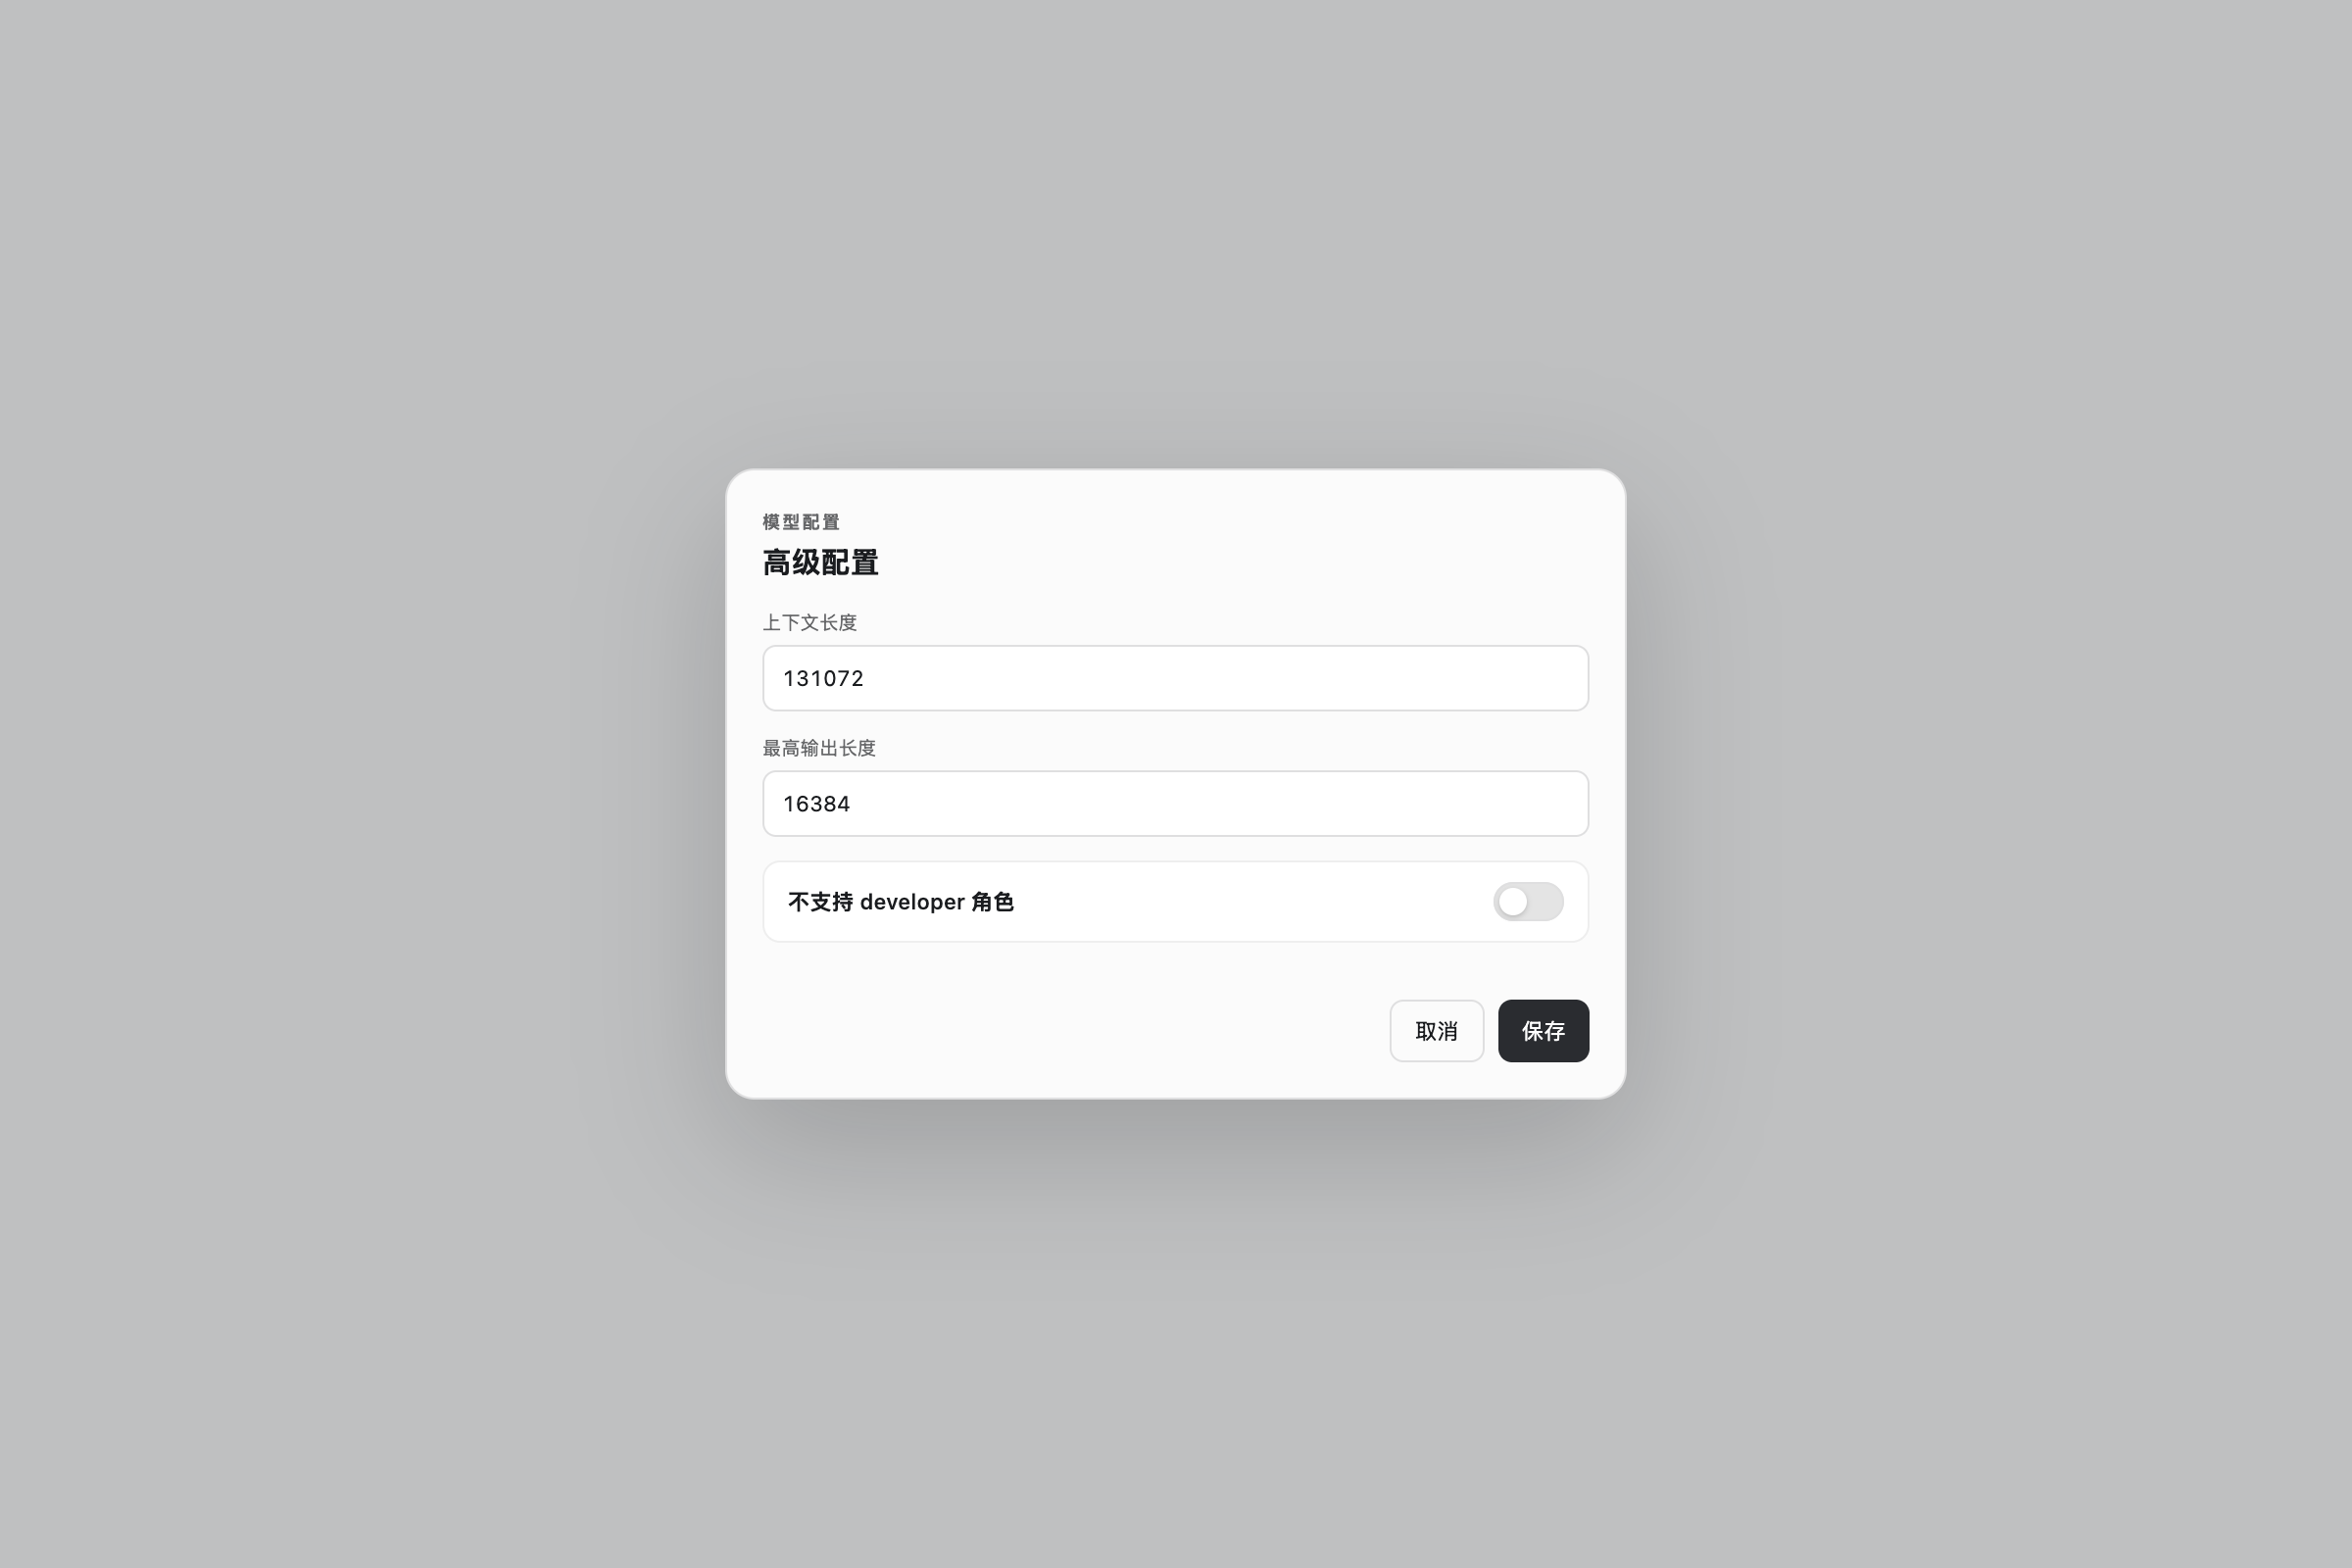 模型配置
高级配置
上下文长度
131072
最高输出长度
16384
不支持 developer 角色
取消
保存